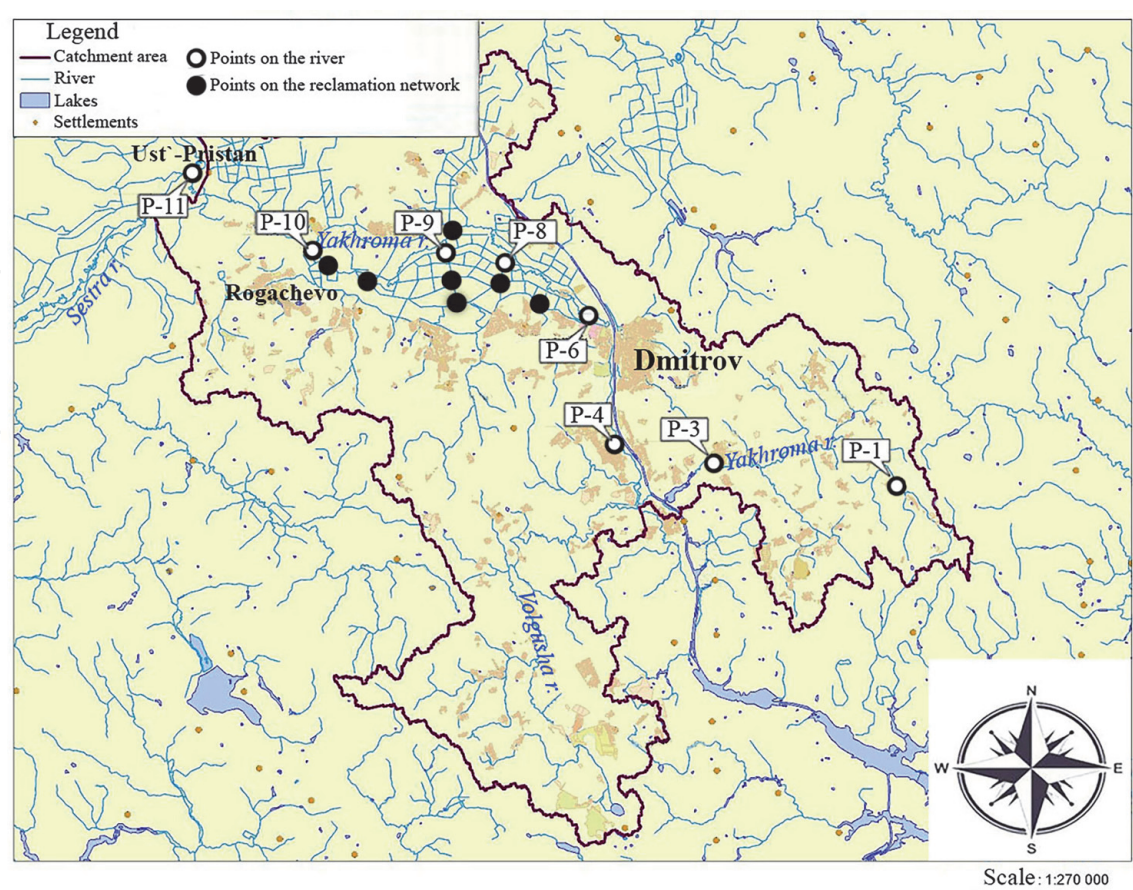 Legend
Catchment area
River
Lakes
Settlements
Points on the river
Points on the reclamation network
Ust`-Pristan`
P-11
P-10
P-9
P-8
Yakhroma r.
Sestra r.
Rogachevo
P-6
Dmitrov
P-4
P-3
Yakhroma r.
P-1
Volgusha r.
N
W
E
S
Scale: 1:270 000